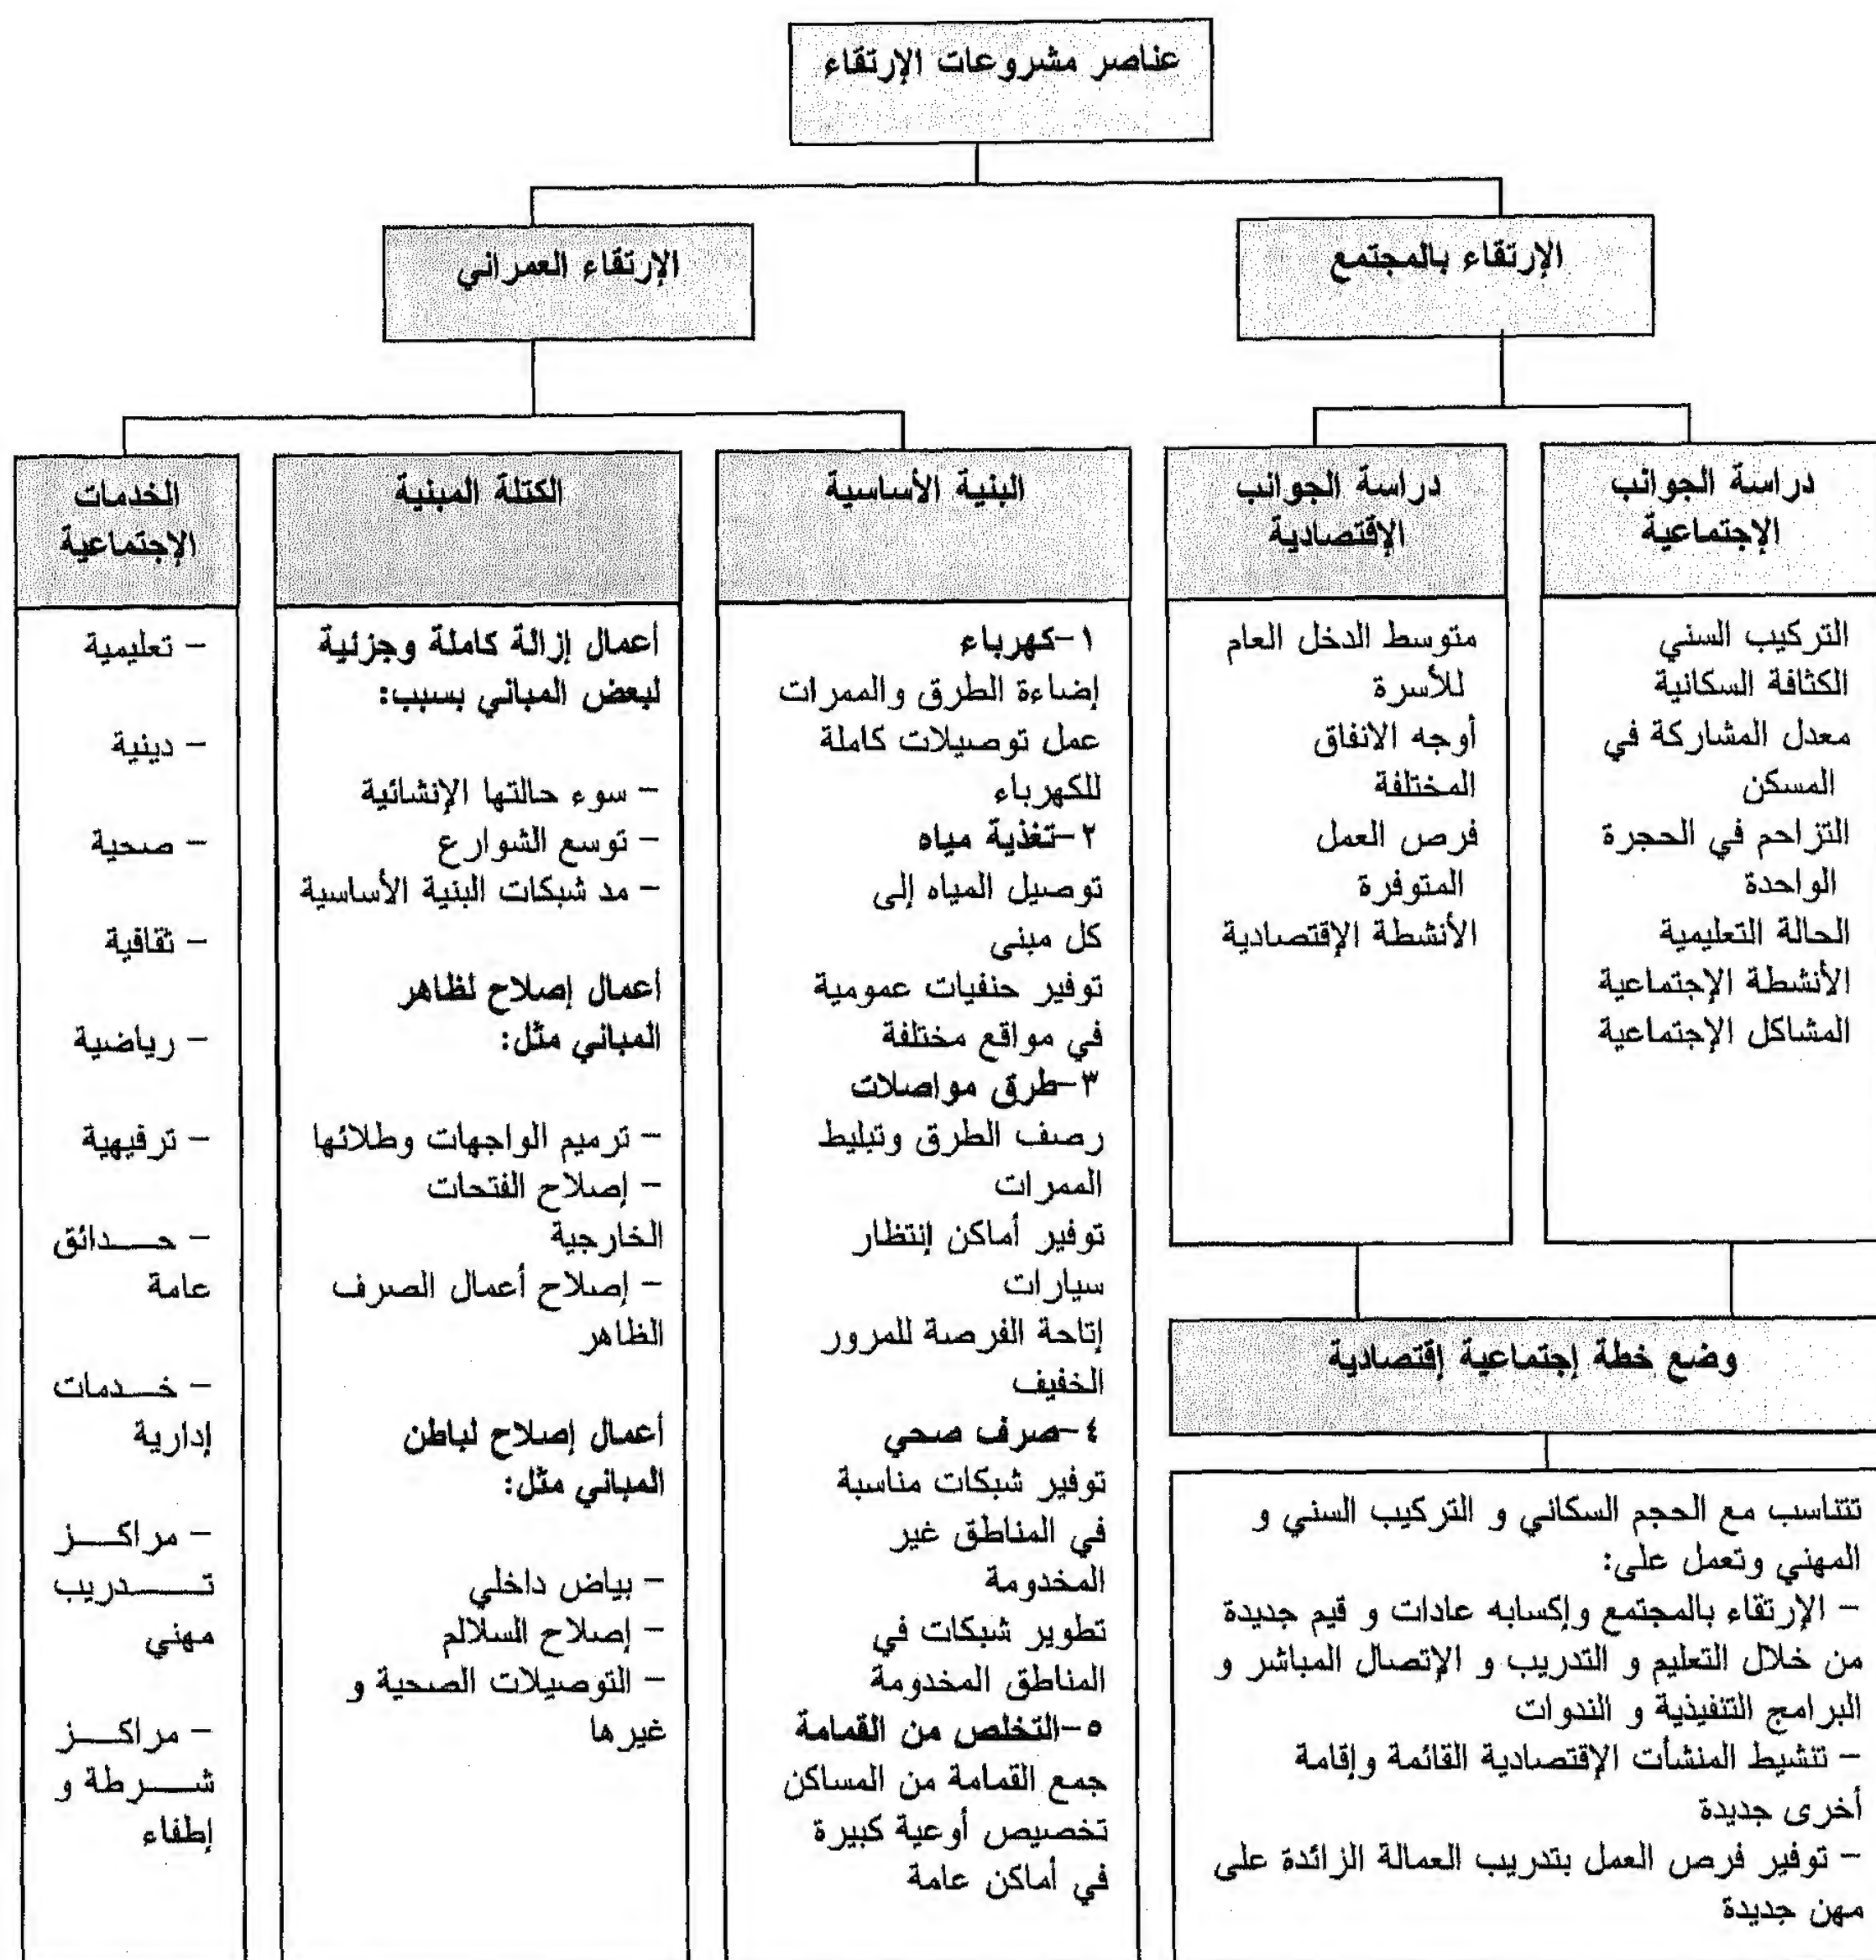 عناصر مشروعات الإرتقاء
الإرتقاء بالمجتمع
الإرتقاء العمراني
دراسة الجوانب
الإجتماعية
التركيب السني
الكثافة السكانية
معدل المشاركة في
المسكن
التزاحم في الحجرة
الواحدة
الحالة التعليمية
الأنشطة الإجتماعية
المشاكل الإجتماعية
دراسة الجوانب
الإقتصادية
متوسط الدخل العام
للأسرة
أوجه الانفاق
المختلفة
فرص العمل
المتوفرة
الأنشطة الإقتصادية
وضع خطة إجتماعية إقتصادية
تتناسب مع الحجم السكاني و التركيب السني و
المهني وتعمل على:
– الإرتقاء بالمجتمع وإكسابه عادات و قيم جديدة
من خلال التعليم و التدريب و الإتصال المباشر و
البرامج التنفيذية و الندوات
– تنشيط المنشأت الإقتصادية القائمة وإقامة
أخرى جديدة
– توفير فرص العمل بتدريب العمالة الزائدة على
مهن جديدة
البنية الأساسية
١–كهرباء
إضاءة الطرق والممرات
عمل توصيلات كاملة
للكهرباء
٢–تغذية مياه
توصيل المياه إلى
كل مبنى
توفير حنفيات عمومية
في مواقع مختلفة
٣–طرق مواصلات
رصف الطرق وتبليط
الممرات
توفير أماكن إنتظار
سيارات
إتاحة الفرصة للمرور
الخفيف
٤–صرف صحي
توفير شبكات مناسبة
في المناطق غير
المخدومة
تطوير شبكات في
المناطق المخدومة
٥–التخلص من القمامة
جمع القمامة من المساكن
تخصيص أوعية كبيرة
في أماكن عامة
الكتلة المبنية
أعمال إزالة كاملة وجزئية
لبعض المباني بسبب:
– سوء حالتها الإنشائية
– توسع الشوارع
– مد شبكات البنية الأساسية
أعمال إصلاح لظاهر
المباني مثل:
– ترميم الواجهات وطلائها
– إصلاح الفتحات
الخارجية
– إصلاح أعمال الصرف
الظاهر
أعمال إصلاح لباطن
المباني مثل:
– بياض داخلي
– إصلاح السلالم
– التوصيلات الصحية و
غيرها
الخدمات
الإجتماعية
– تعليمية
– دينية
– صحية
– ثقافية
– رياضية
– ترفيهية
– حـــدائق
عامة
– خـــدمات
إدارية
– مراكـــز
تـــــدريب
مهني
– مراكـــز
شـــرطة و
إطفاء